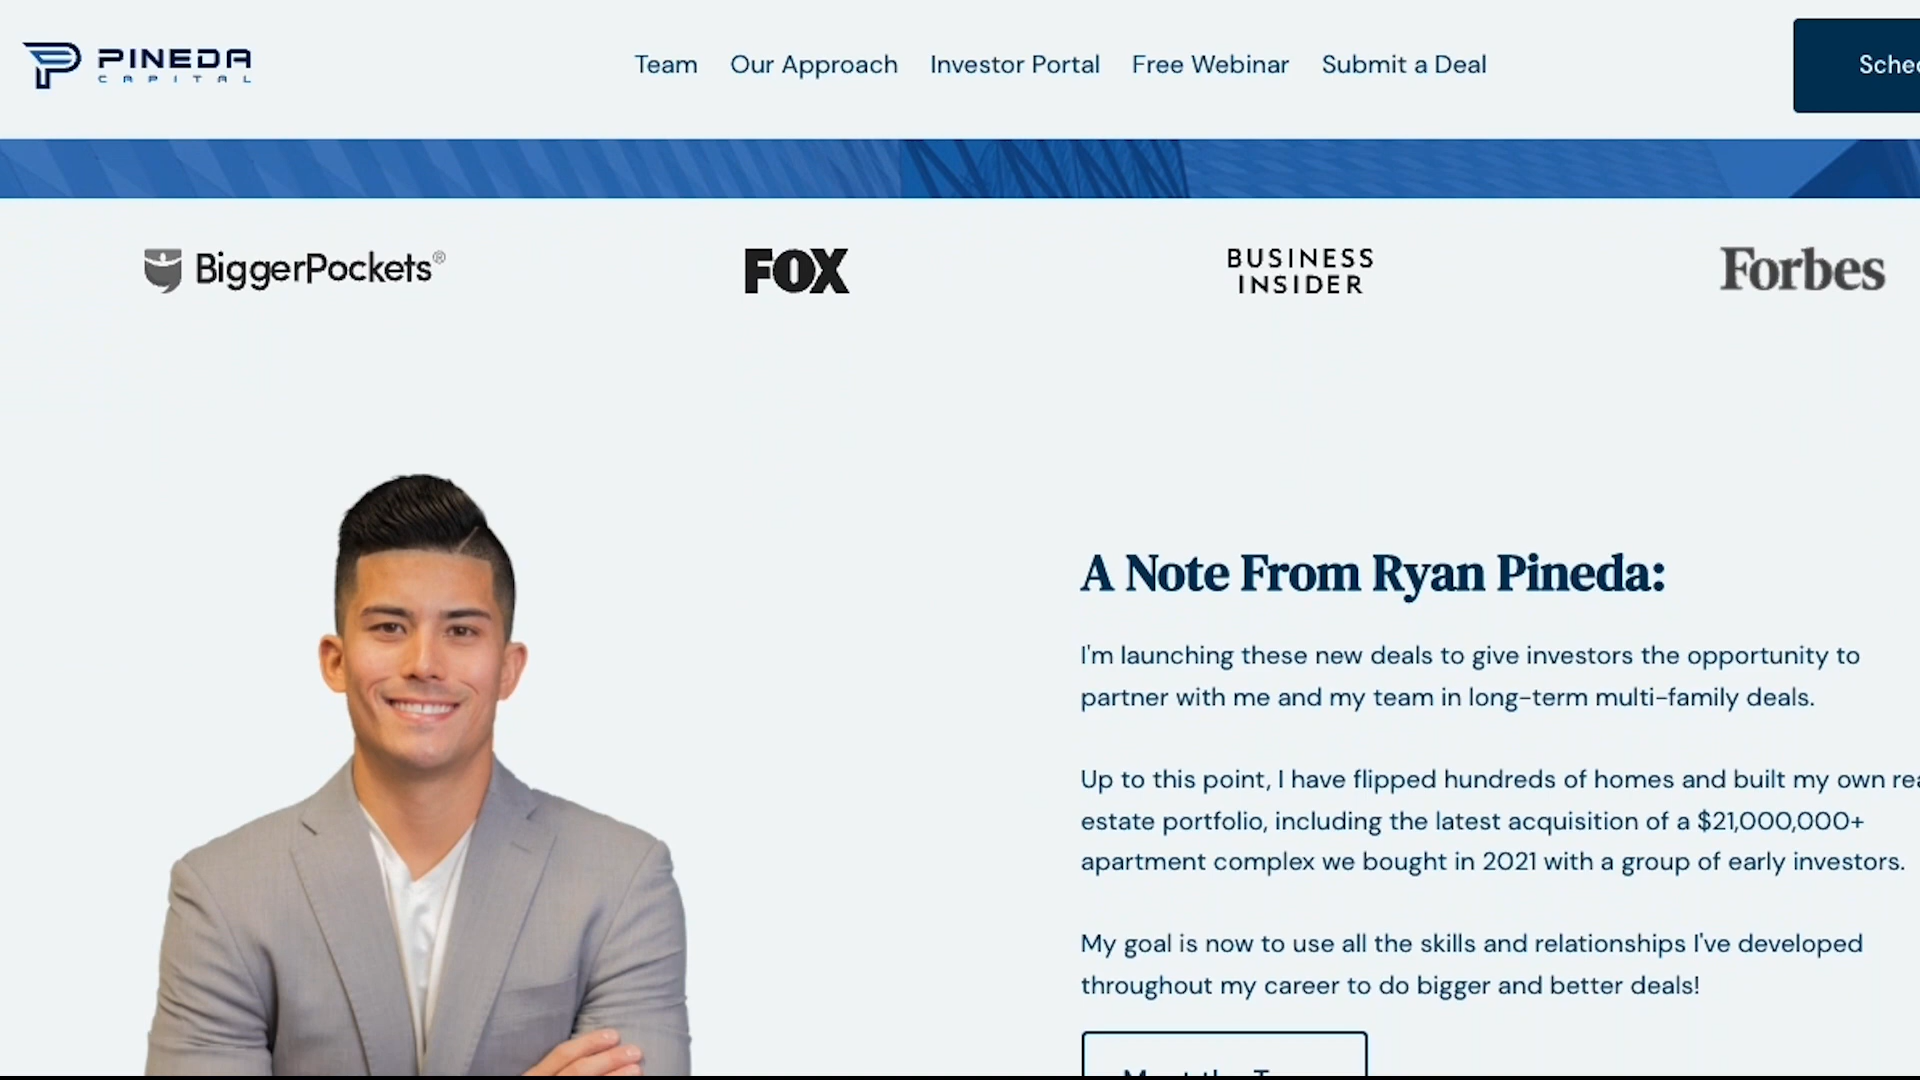 PINEDA
CAPITAL
Team Our Approach Investor Portal Free Webinar Submit a Deal
BiggerPockets®
FOX
BUSINESS
INSIDER
Forbes
A Note From Ryan Pineda:
I'm launching these new deals to give investors the opportunity to
partner with me and my team in long-term multi-family deals.
Up to this point, I have flipped hundreds of homes and built my own
estate portfolio, including the latest acquisition of a $21,000,000+
apartment complex we bought in 2021 with a group of early investors.
My goal is now to use all the skills and relationships I've developed
throughout my career to do bigger and better deals!